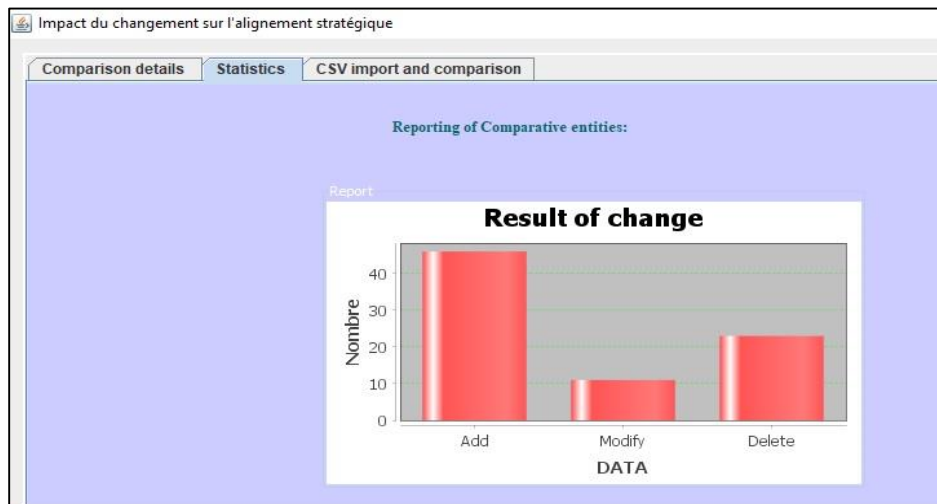 Impact du changement sur l'alignement stratégique
Comparison details Statistics CSV import and comparison
Reporting of Comparative entities:
Report
Result of change
Nombre
40
30
20
10
0
Add Modify Delete
DATA